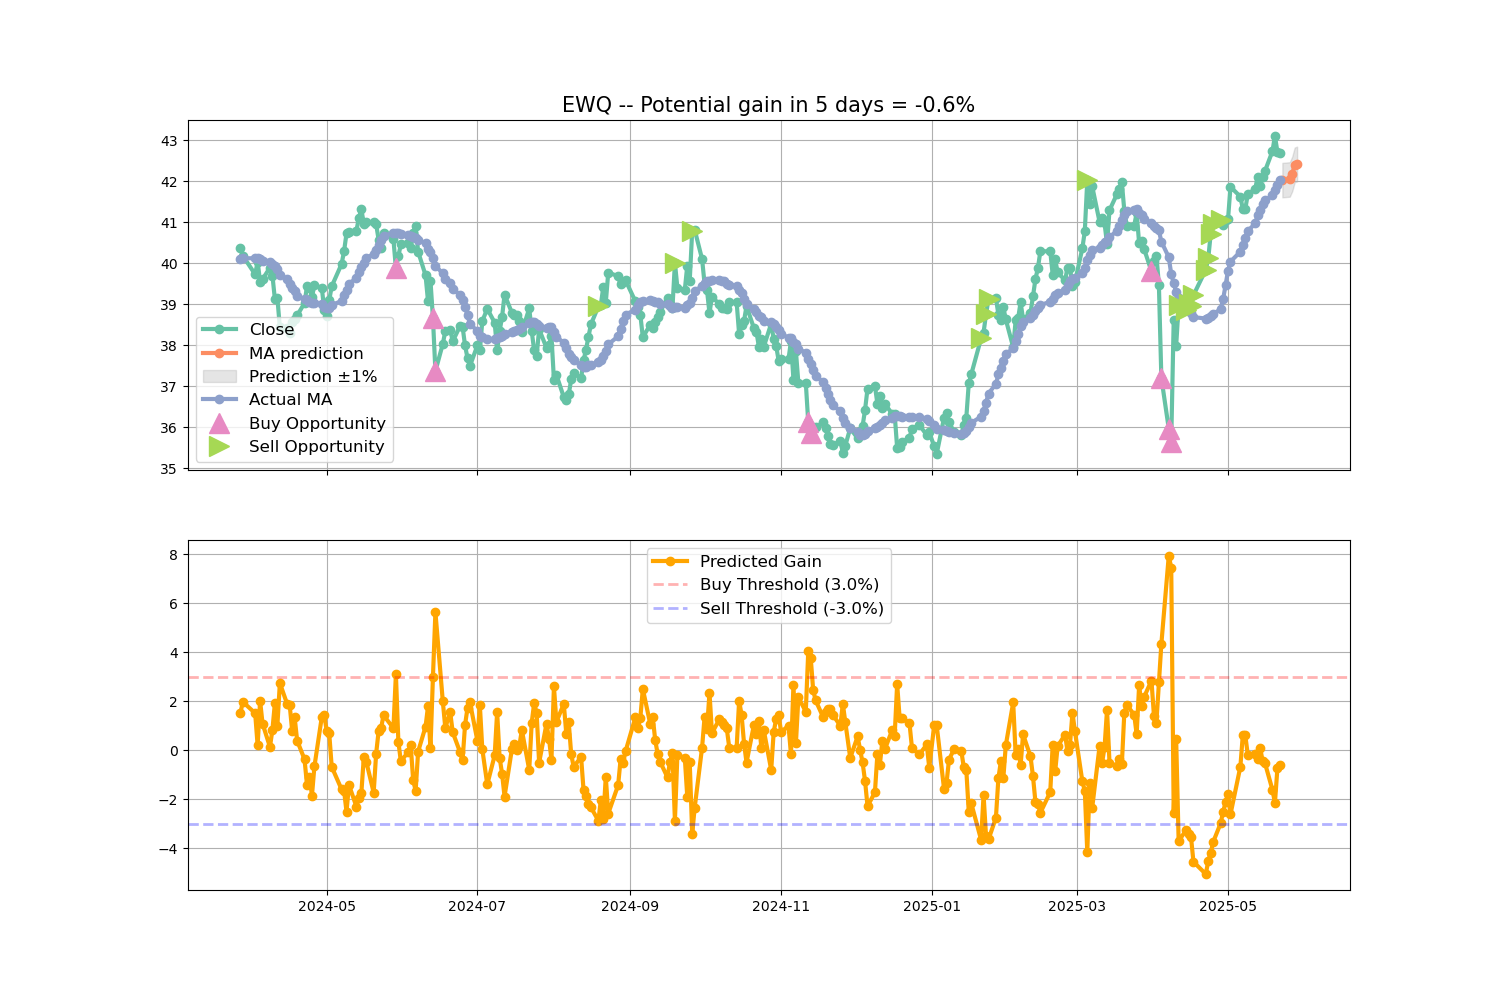 EWQ -- Potential gain in 5 days = -0.6%
43
42
41
40
39
38
37
36
35
Close
MA prediction
Prediction ±1%
Actual MA
Buy Opportunity
Sell Opportunity
8
6
4
2
0
−2
−4
Predicted Gain
Buy Threshold (3.0%)
Sell Threshold (-3.0%)
2024-05
2024-07
2024-09
2024-11
2025-01
2025-03
2025-05